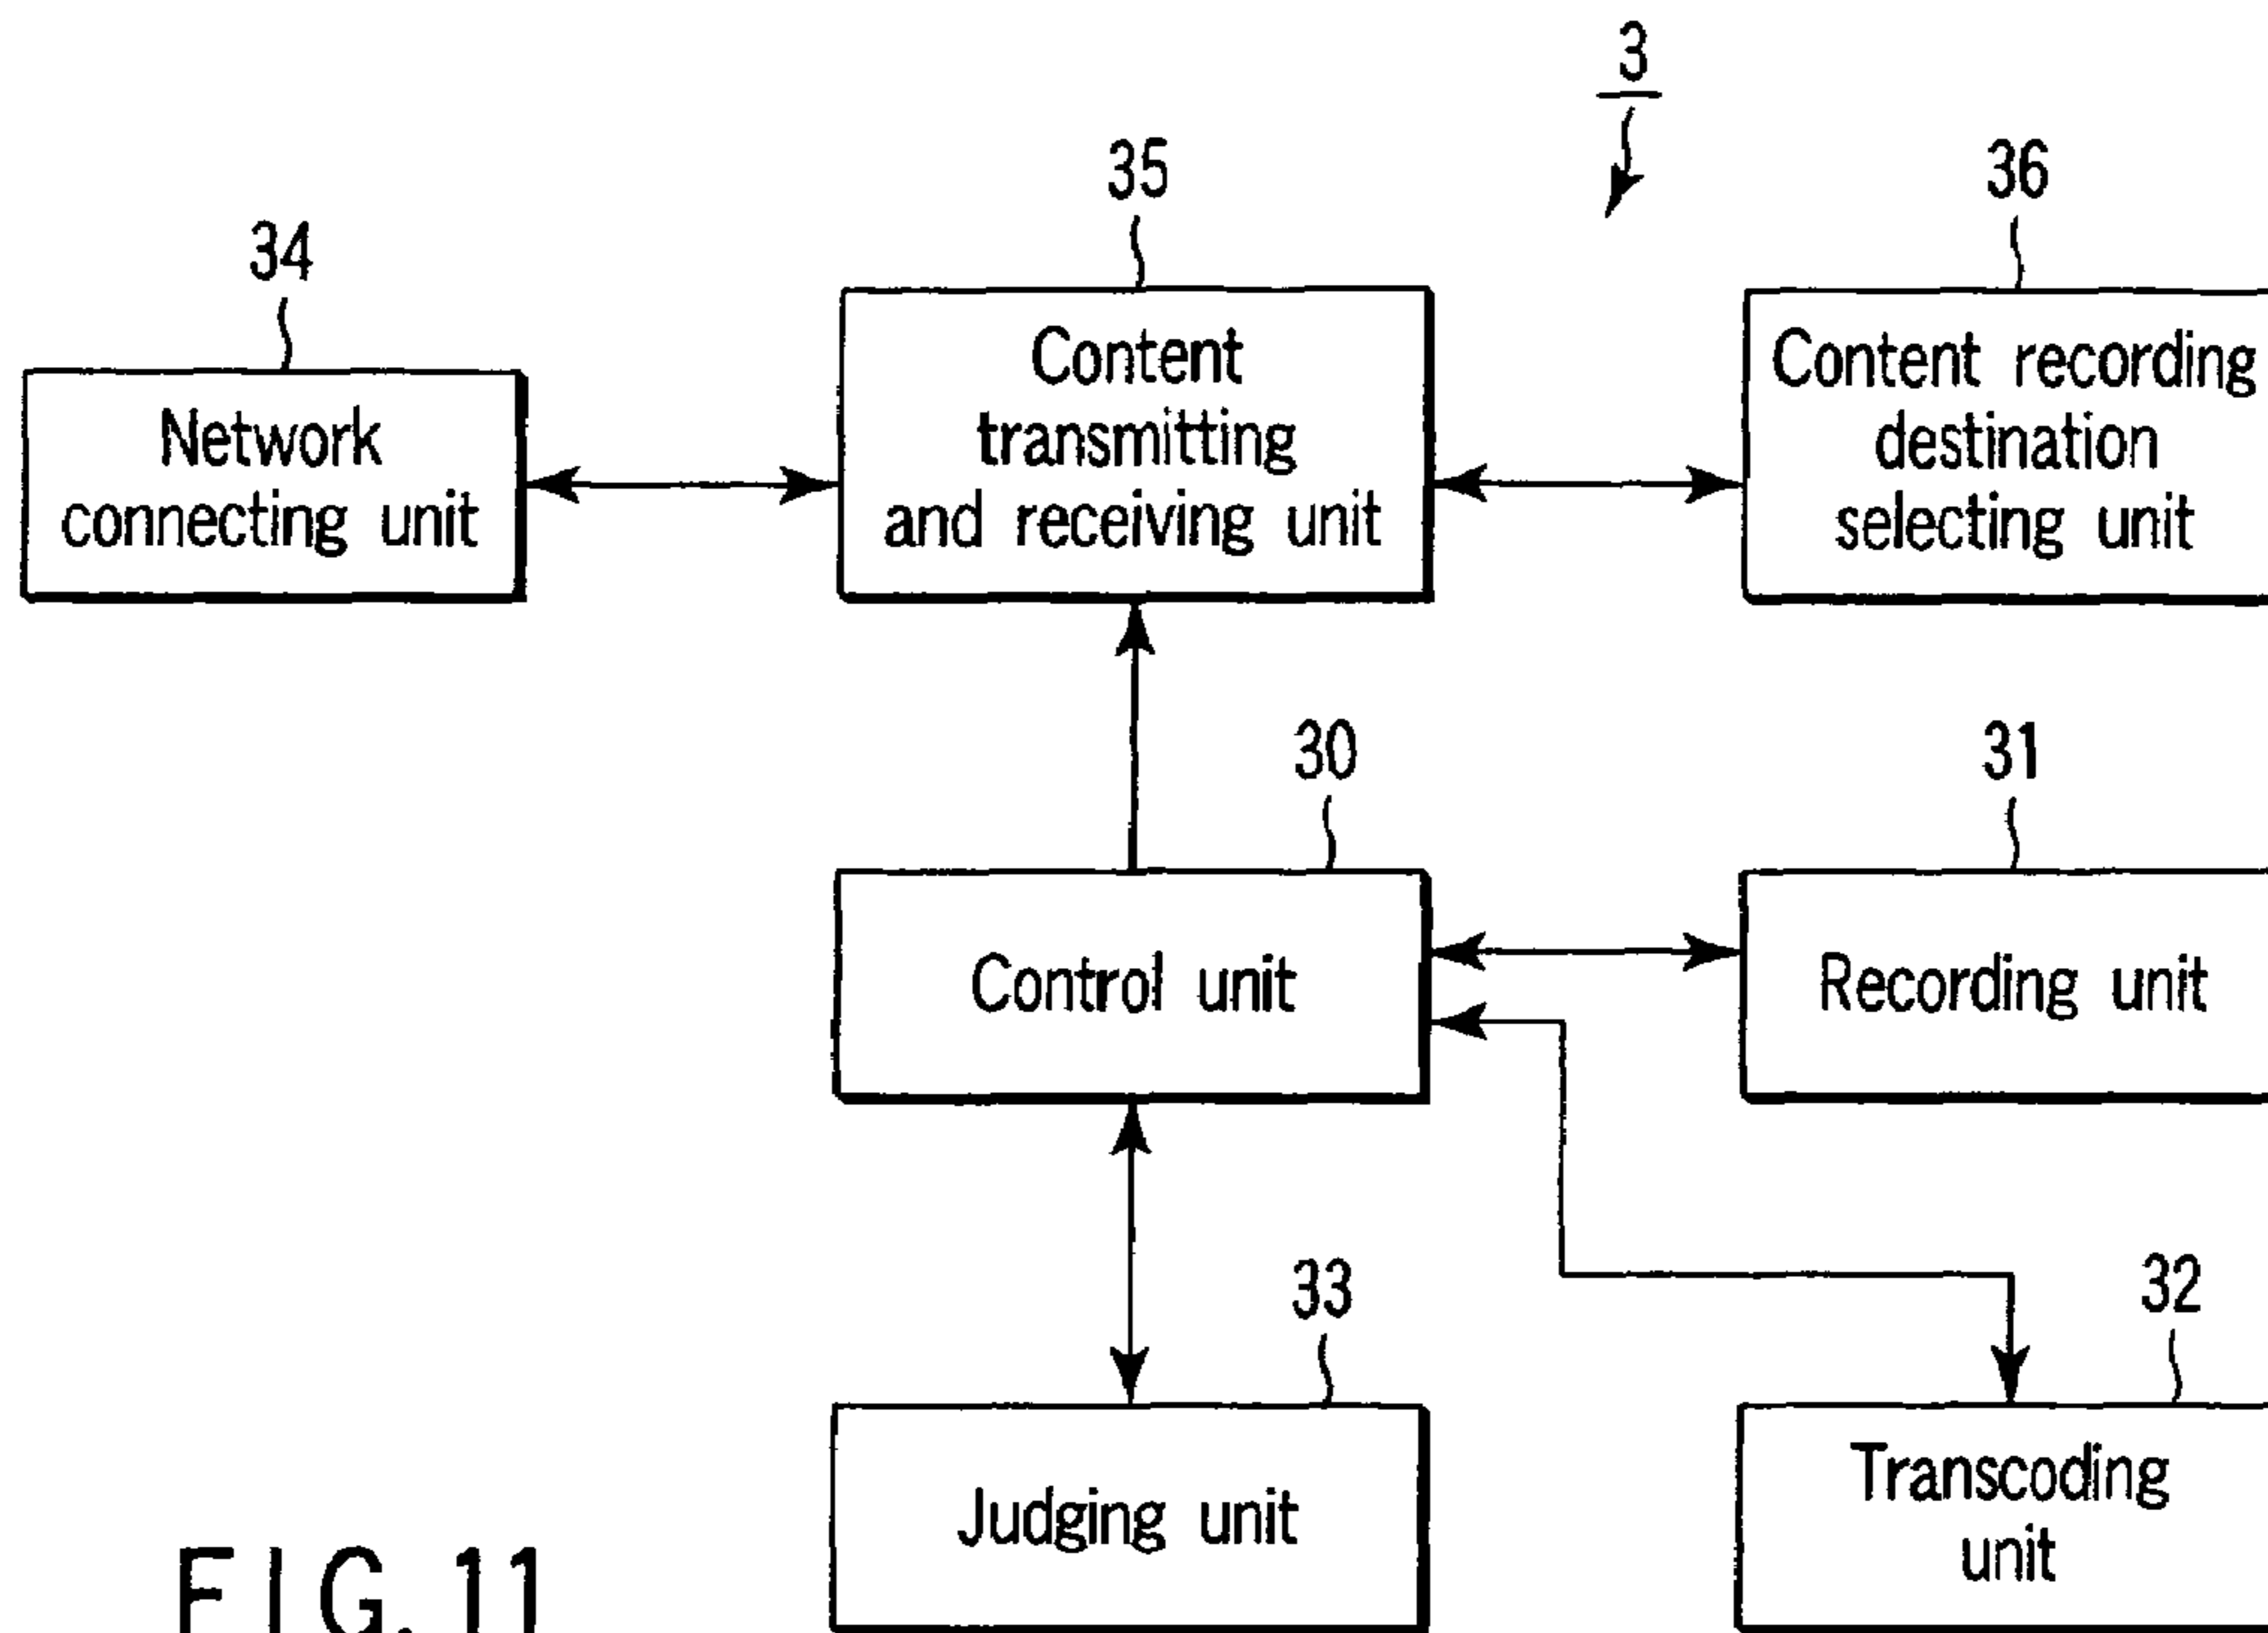 3
35
36
34
Content
transmitting
and receiving unit
Content recording
destination
selecting unit
Network
connecting unit
30
31
Control unit
Recording unit
33
32
Judging unit
Transcoding
unit
FIG. 11